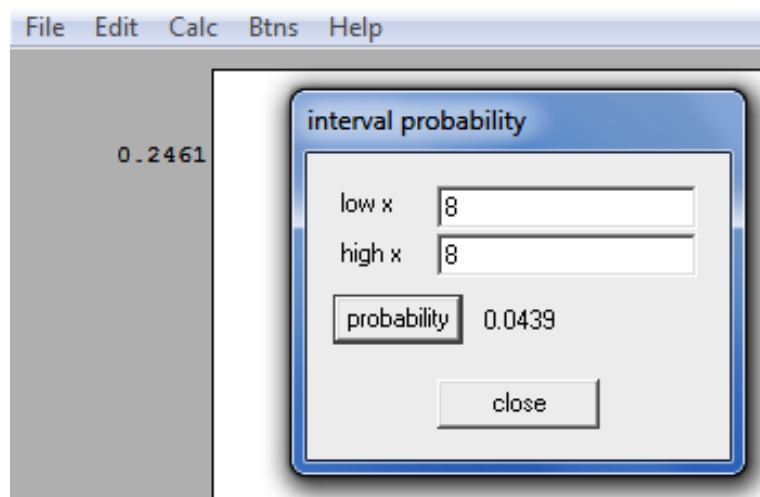 File Edit Calc Btns Help
interval probability
0.2461
low x 8
high x 8
probability 0.0439
close